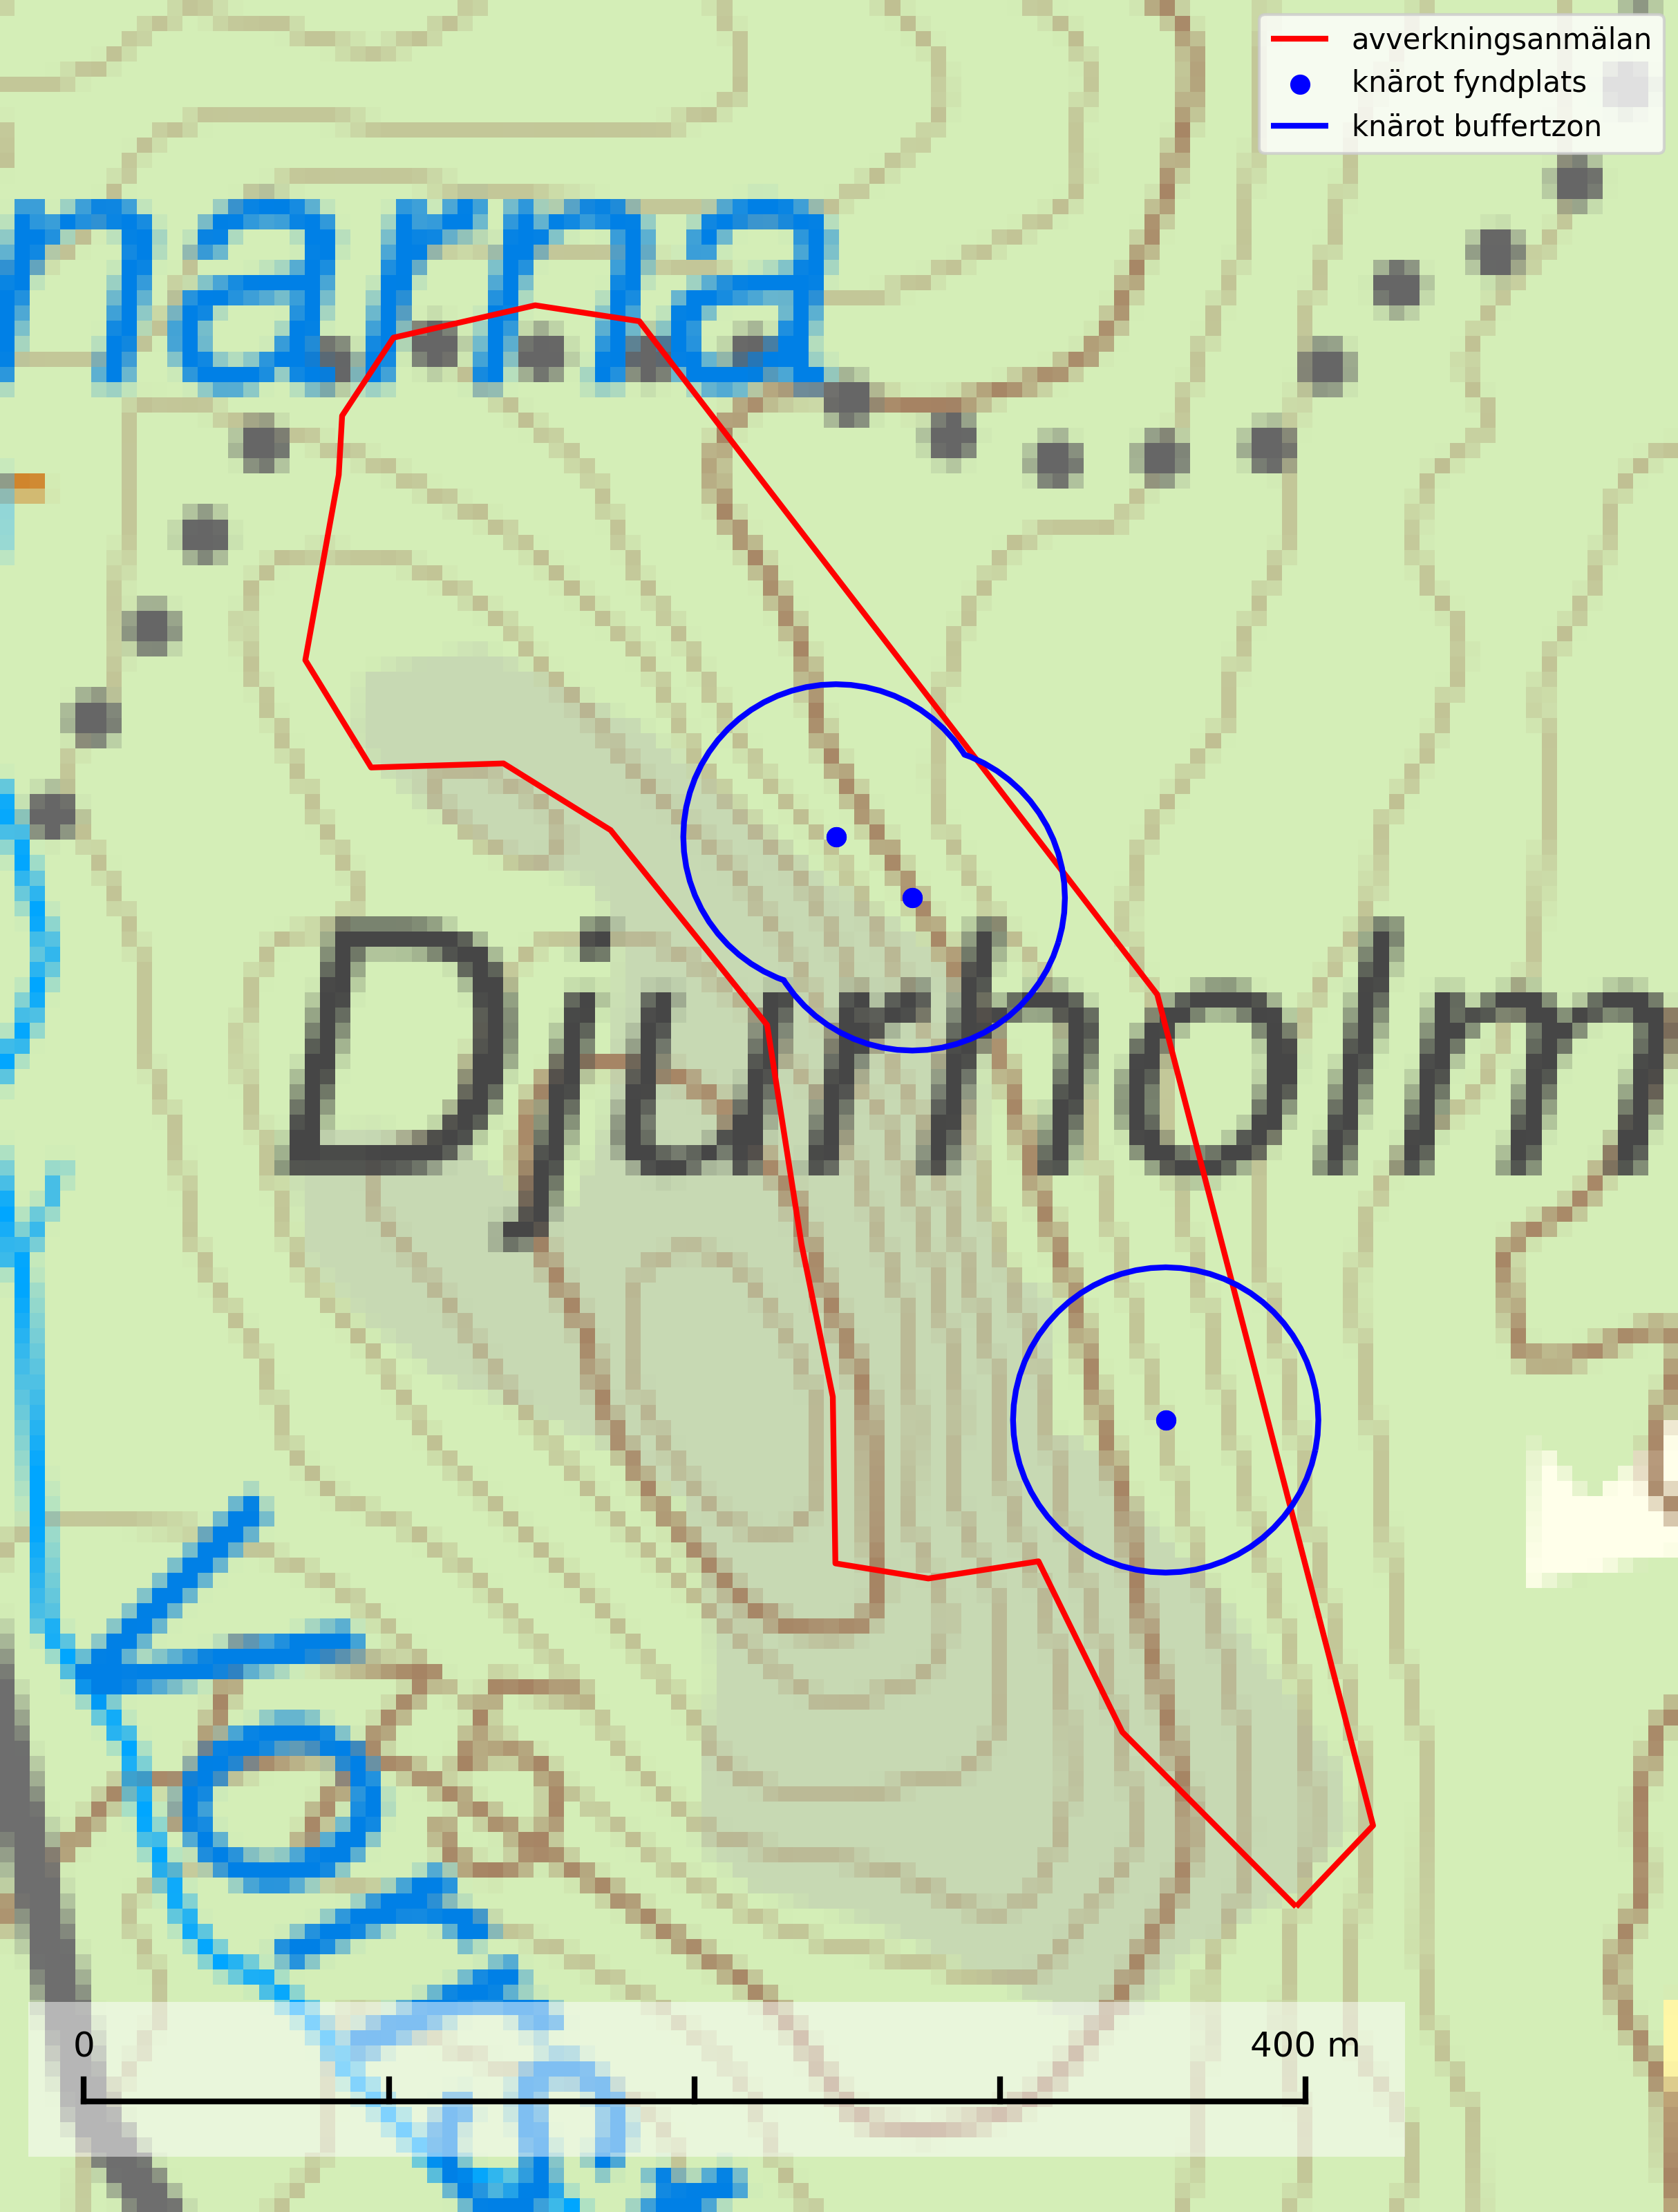 avverkningsanmälan
knärot fyndplats
knärot buffertzon
narna
Djurholm
0 400 m